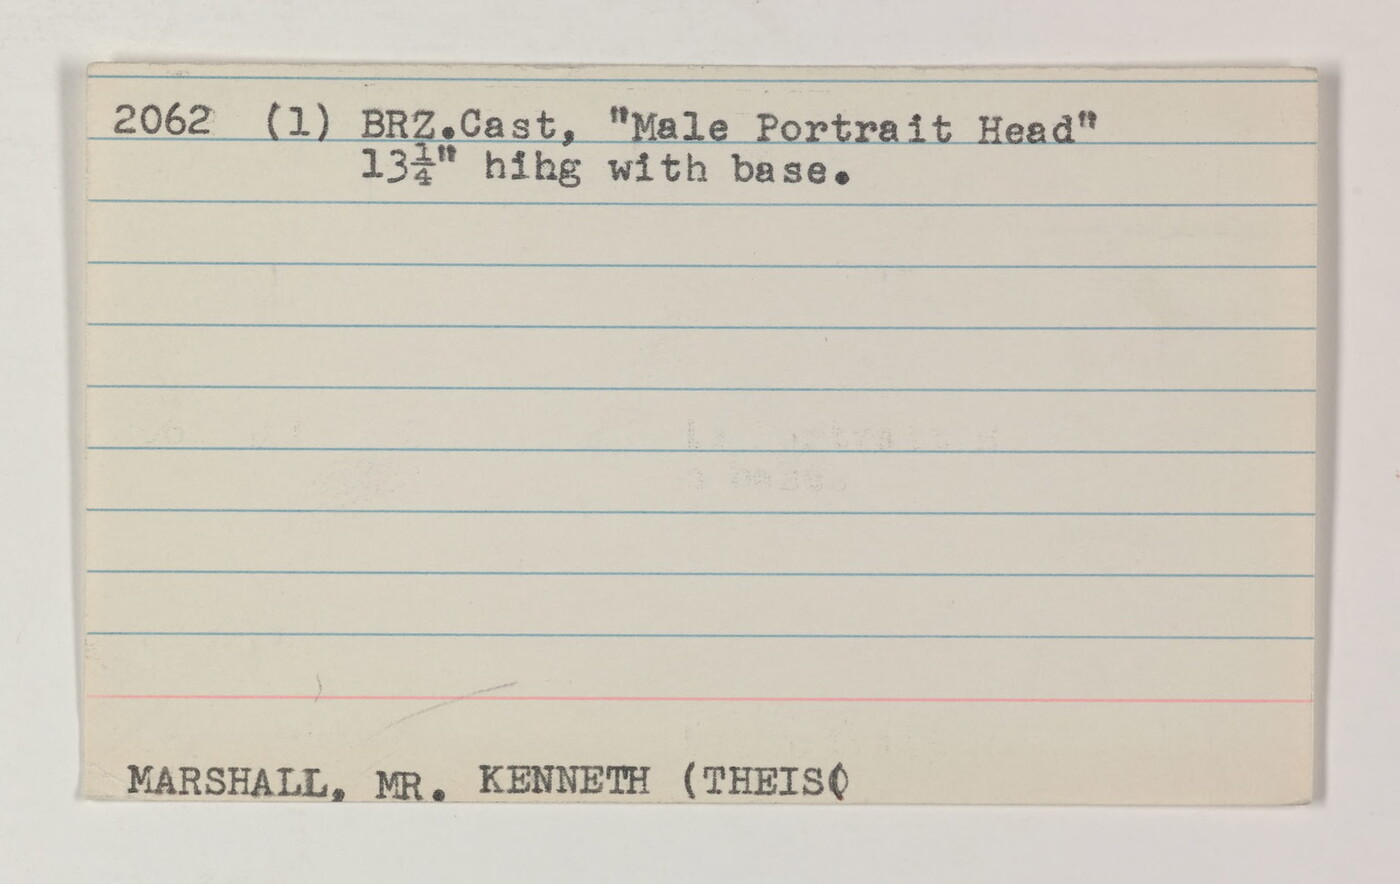 2062 (1) BRZ.Cast, "Male Portrait Head"
13¼" hihg with base.
MARSHALL, MR. KENNETH (THEIS)